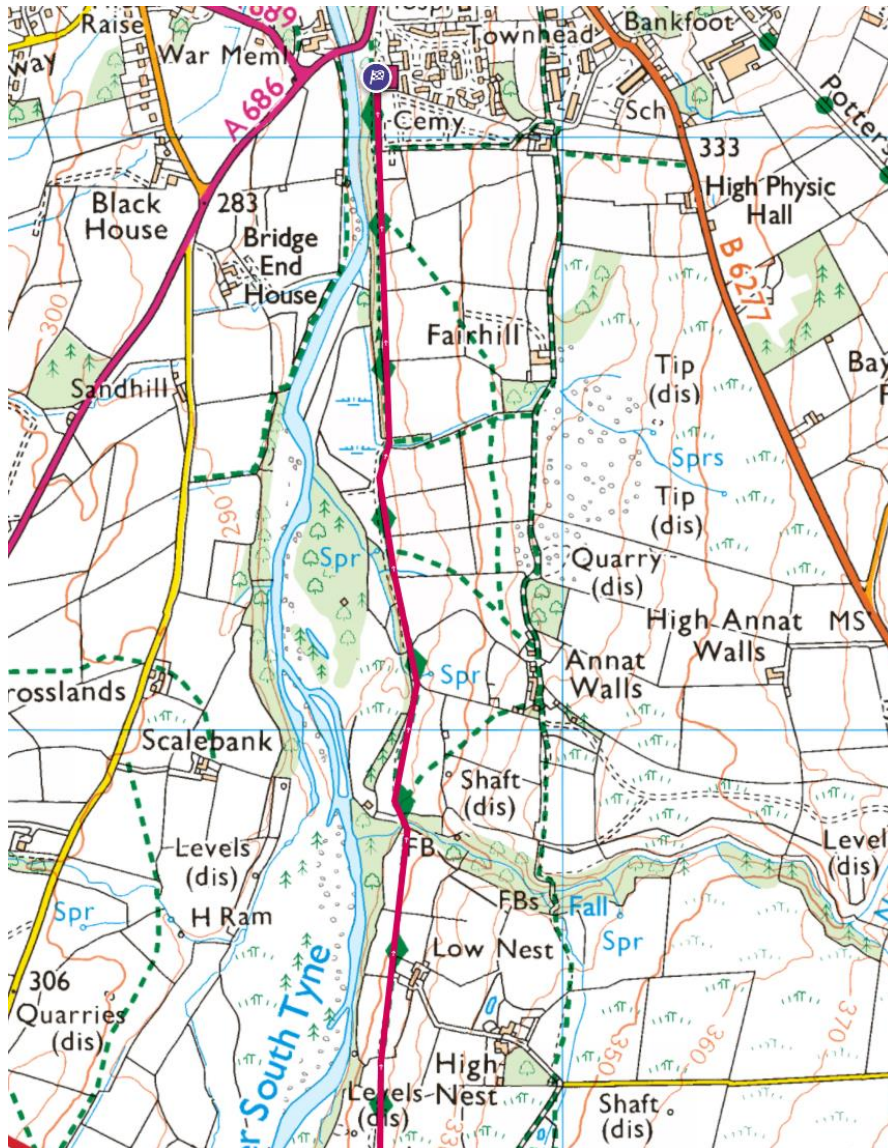 Raise
War Meml
way
A 686
Townhead
Bankfoot
Cemy
Sch
Potters
333
High Physic
Hall
Black
House
283
Bridge
End
House
300
B 6277
Fairhill
Tip
(dis)
Bay
F
Sandhill
Sprs
Tip
(dis)
290
Spr
Quarry
(dis)
High Annat
Walls
MS
Spr
Annat
Walls
rosslands
Scalebank
Shaft
(dis)
Levels
(dis)
FB
Level
(dis)
H Ram
FBs
Fall
Spr
Spr
Low Nest
306
Quarries
(dis)
er South Tyne
350
360
370
High
Nest
Levels
(dis)
Shaft
(dis)